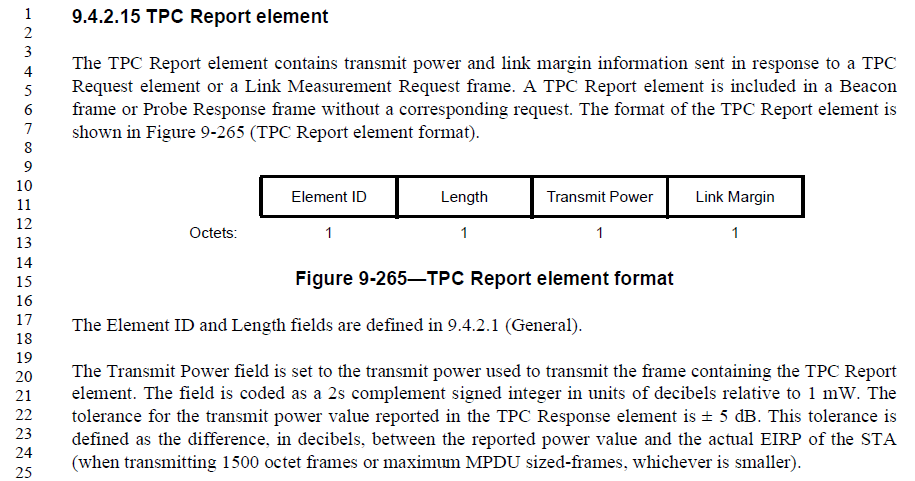 1
2
3
4
5
6
7
8
9
10
11
12
13
14
15
16
17
18
19
20
21
22
23
24
25
9.4.2.15 TPC Report element
The TPC Report element contains transmit power and link margin information sent in response to a TPC
Request element or a Link Measurement Request frame. A TPC Report element is included in a Beacon
frame or Probe Response frame without a corresponding request. The format of the TPC Report element is
shown in Figure 9-265 (TPC Report element format).
Element ID Length Transmit Power Link Margin
Octets: 1 1 1 1
Figure 9-265—TPC Report element format
The Element ID and Length fields are defined in 9.4.2.1 (General).
The Transmit Power field is set to the transmit power used to transmit the frame containing the TPC Report
element. The field is coded as a 2s complement signed integer in units of decibels relative to 1 mW. The
tolerance for the transmit power value reported in the TPC Response element is ± 5 dB. This tolerance is
defined as the difference, in decibels, between the reported power value and the actual EIRP of the STA
(when transmitting 1500 octet frames or maximum MPDU sized-frames, whichever is smaller).